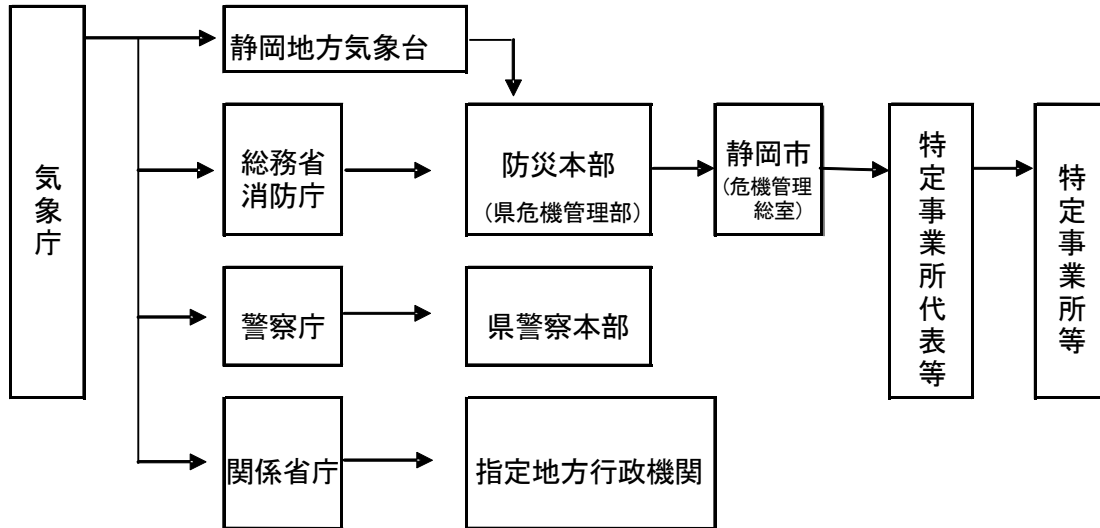 気象庁
静岡地方気象台
総務省
消防庁
防災本部
（県危機管理部）
静岡市
（危機管理
総室）
特定事業所代表等
特定事業所等
警察庁
県警察本部
関係省庁
指定地方行政機関